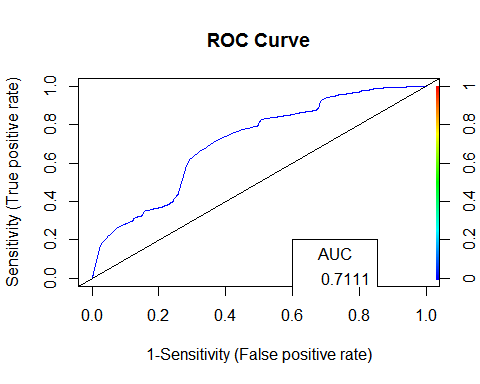 ROC Curve
Sensitivity (True positive rate)
1.0
0.8
0.6
0.4
0.2
0.0
1
0.8
0.6
0.4
0.2
0
AUC
0.7111
0.0 0.2 0.4 0.6 0.8 1.0
1-Sensitivity (False positive rate)